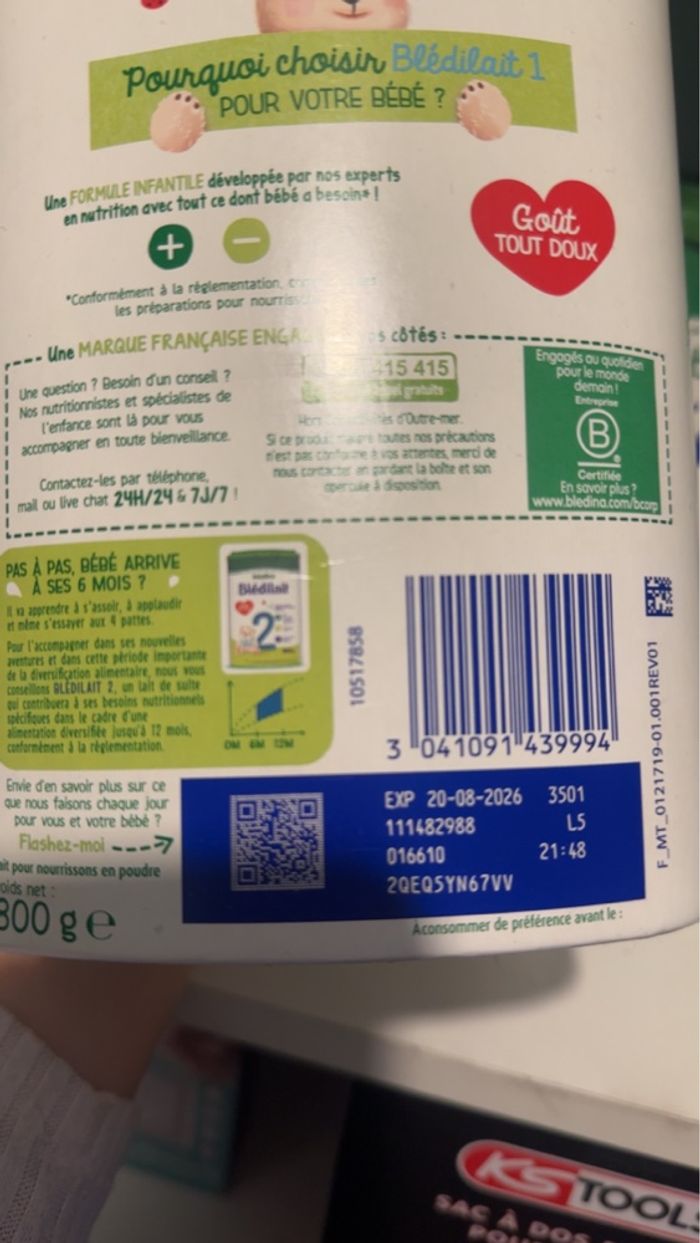 Pourquoi choisir Blédilait 1
POUR VOTRE BÉBÉ ?
Une FORMULE INFANTILE développée par nos experts
en nutrition avec tout ce dont bébé a besoin* !
+ −
Goût
TOUT DOUX
*Conformément à la réglementation,
les préparations pour
Une MARQUE FRANÇAISE côtés :
Une question ? Besoin d'un conseil ?
Nos nutritionnistes et spécialistes de
l'enfance sont là pour vous
accompagner en toute bienveillance.
Contactez-les par téléphone,
mail ou live chat 24H/24 & 7J/7 !
415 415
gratuits
d'Outre-mer.
Si ce toutes nos précautions
n'est pas conforme à vos attentes, merci de
nous contacter en gardant la boîte et son
opercule à disposition.
Engagés au quotidien
pour le monde
demain !
Entreprise
B
Certifiée
En savoir plus ?
www.bledina.com/bcorp
PAS À PAS, BÉBÉ ARRIVE
À SES 6 MOIS ?
Il va apprendre à s'assoir, à applaudir
et même s'essayer aux 4 pattes.
Pour l'accompagner dans ses nouvelles
aventures et dans cette période importante
de la diversification alimentaire, nous vous
conseillons BLÉDILAIT 2, un lait de suite
qui contribuera à ses besoins nutritionnels
spécifiques dans le cadre d'une
alimentation diversifiée jusqu'à 12 mois,
conformément à la réglementation.
Blédilait
2
0M 6M 12M
10517858
3 041091 439994
F_MT_0121719-01.001REV01
Envie d'en savoir plus sur ce
que nous faisons chaque jour
pour vous et votre bébé ?
Flashez-moi
ait pour nourrissons en poudre
oids net :
800 g e
EXP 20-08-2026 3501
111482988 L5
016610 21:48
2QEQ5YN67VV
À consommer de préférence avant le :
KS TOOLS
SAC À DOS